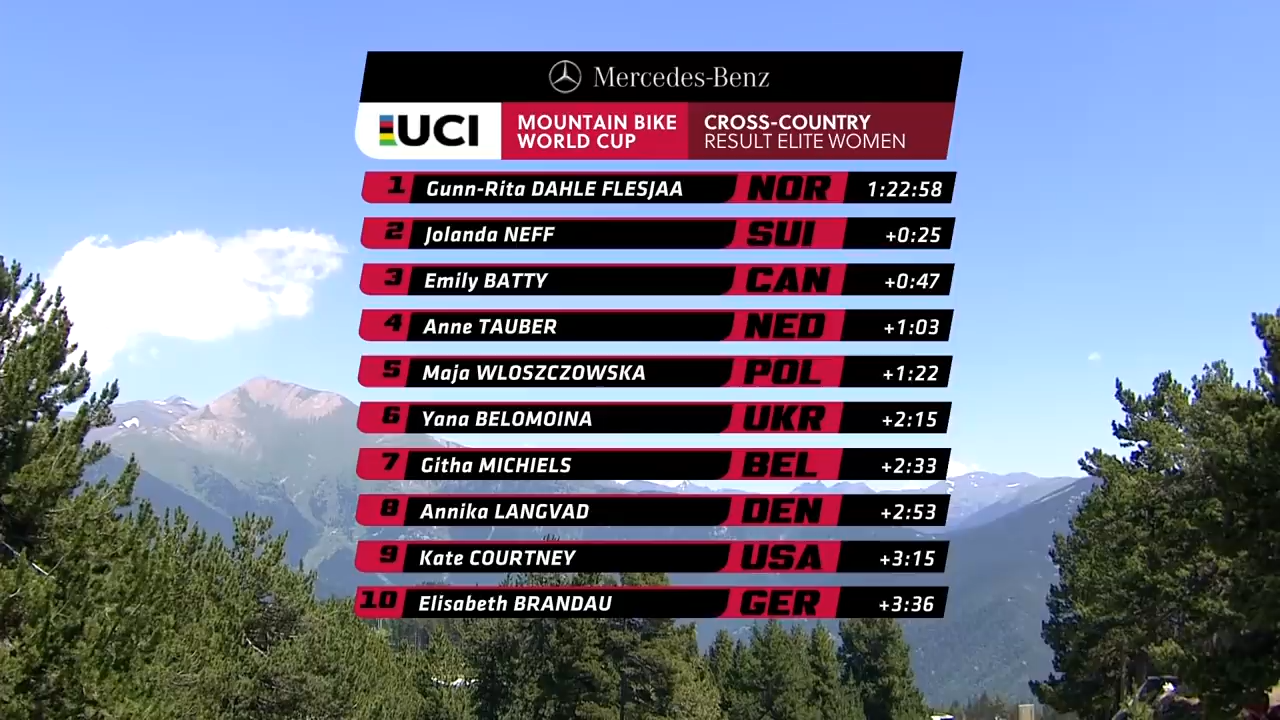 Mercedes-Benz
UCI
MOUNTAIN BIKE
WORLD CUP
CROSS-COUNTRY
RESULT ELITE WOMEN
1 Gunn-Rita DAHLE FLESJAA NOR 1:22:58
2 Jolanda NEFF SUI +0:25
3 Emily BATTY CAN +0:47
4 Anne TAUBER NED +1:03
5 Maja WLOSZCZOWSKA POL +1:22
6 Yana BELOMOINA UKR +2:15
7 Githa MICHIELS BEL +2:33
8 Annika LANGVAD DEN +2:53
9 Kate COURTNEY USA +3:15
10 Elisabeth BRANDAU GER +3:36